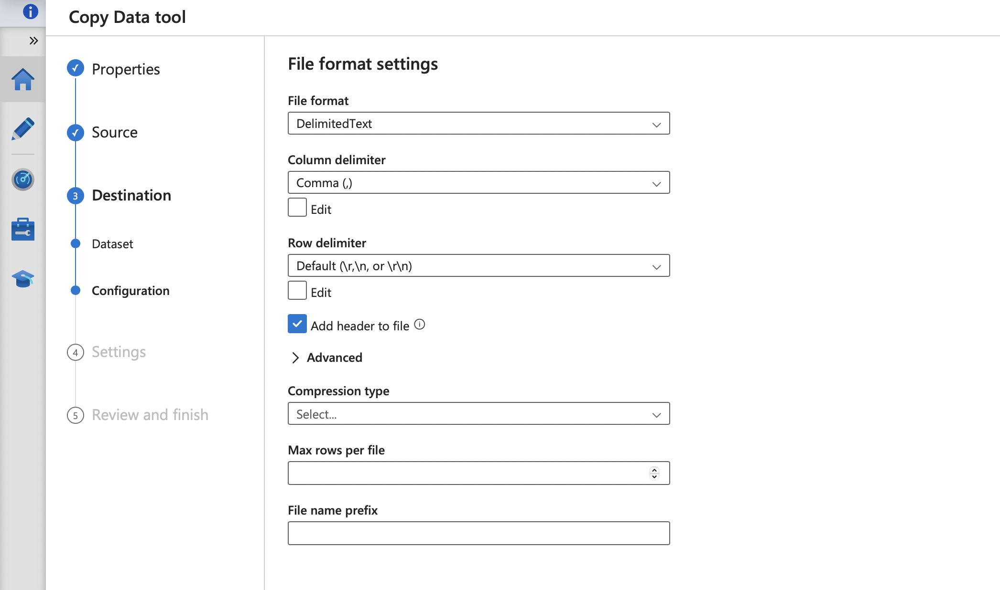 Copy Data tool
Properties
Source
3 Destination
Dataset
Configuration
4 Settings
5 Review and finish
File format settings
File format
DelimitedText
Column delimiter
Comma (,)
Edit
Row delimiter
Default (\r,\n, or \r\n)
Edit
Add header to file
Advanced
Compression type
Select...
Max rows per file
File name prefix